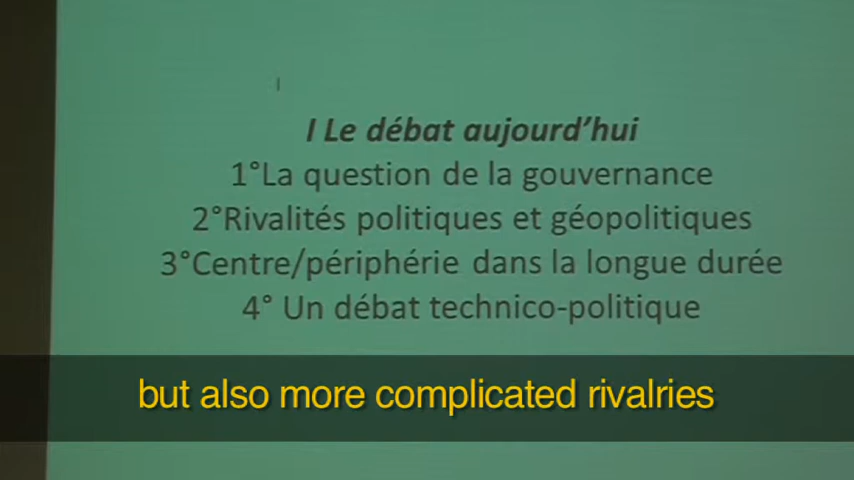 I Le débat aujourd'hui
1°La question de la gouvernance
2°Rivalités politiques et géopolitiques
3°Centre/périphérie dans la longue durée
4° Un débat technico-politique
but also more complicated rivalries